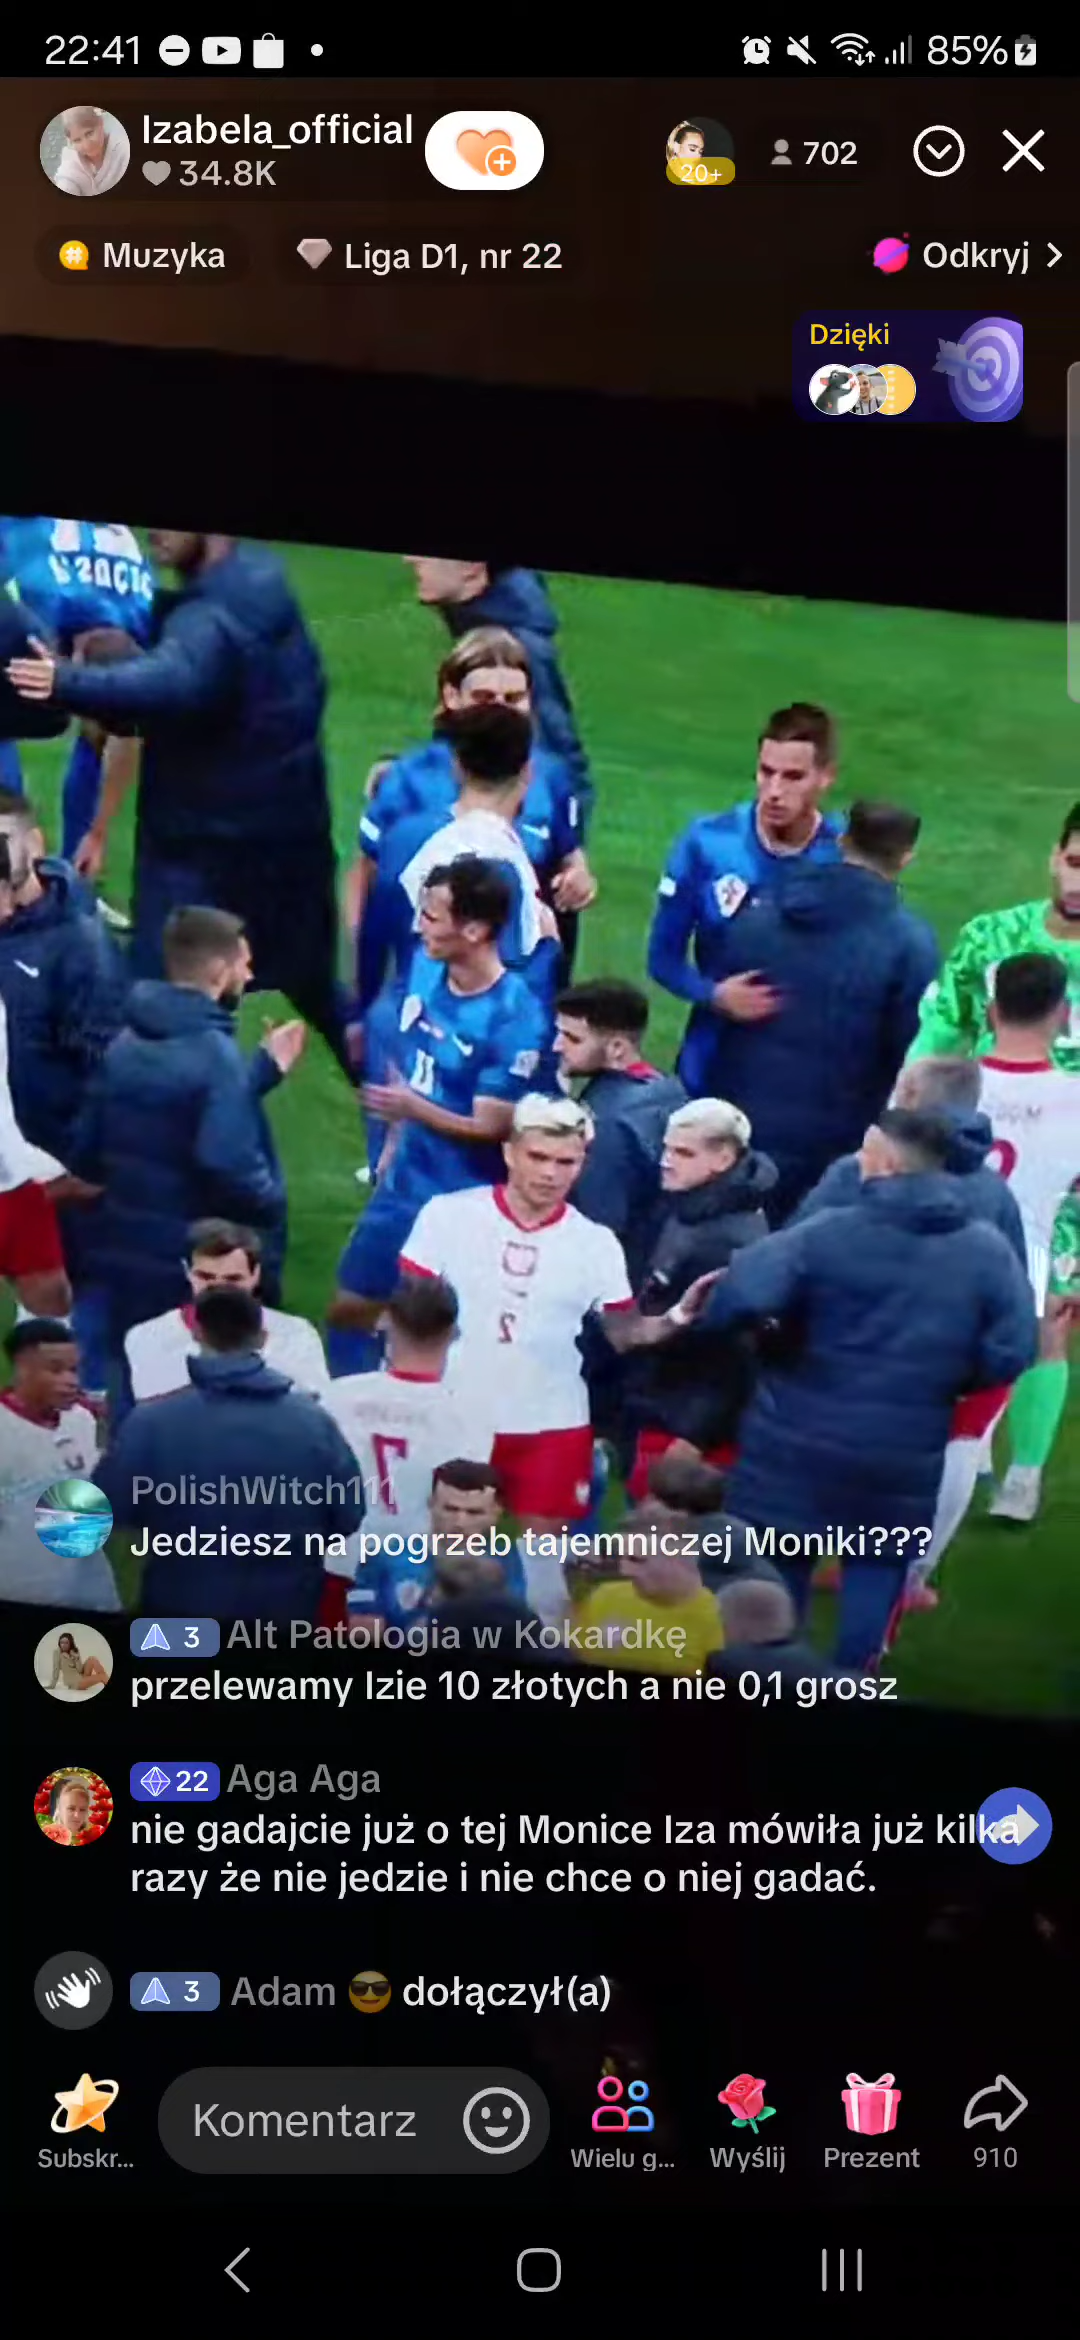 22:41
85%
Izabela_official
34.8K
20+
702
Muzyka
Liga D1, nr 22
Odkryj
Dzięki
11
2
7
PolishWitch111
Jedziesz na pogrzeb tajemniczej Moniki???
3 Alt Patologia w Kokardkę
przelewamy Izie 10 złotych a nie 0,1 grosz
22 Aga Aga
nie gadajcie już o tej Monice Iza mówiła już kilka
razy że nie jedzie i nie chce o niej gadać.
3 Adam 😎 dołączył(a)
Komentarz
Subskr...
Wielu g...
Wyślij
Prezent
910